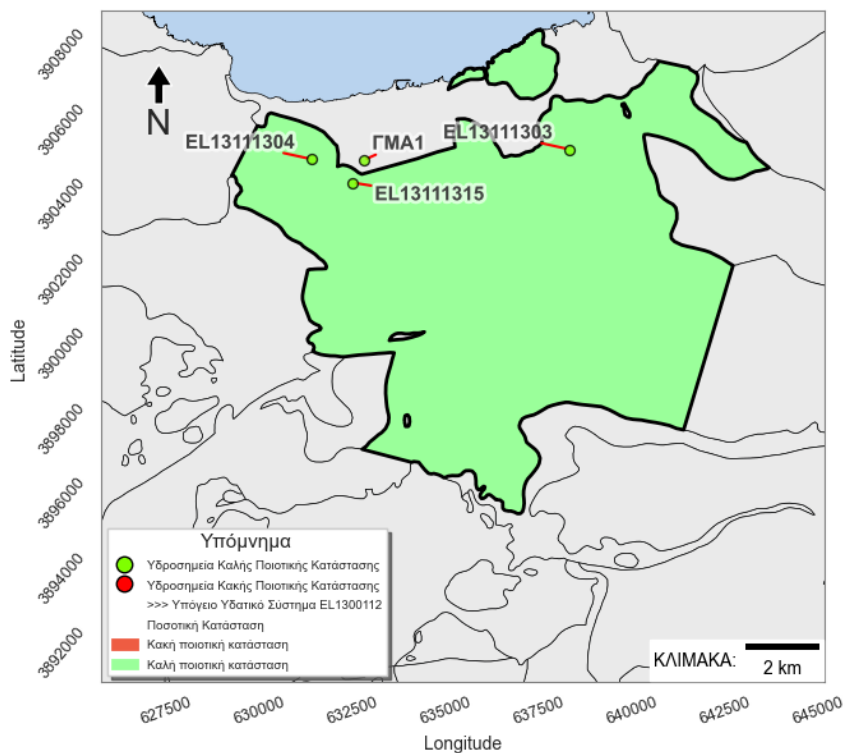 3908000
3906000
3904000
3902000
3900000
3898000
3896000
3894000
3892000
Latitude
N
EL13111304
ΓΜΑ1
EL13111303
EL13111315
Υπόμνημα
Υδροσημεία Καλής Ποιοτικής Κατάστασης
Υδροσημεία Κακής Ποιοτικής Κατάστασης
>>> Υπόγειο Υδατικό Σύστημα EL1300112
Ποσοτική Κατάσταση
Κακή ποιοτική κατάσταση
Καλή ποιοτική κατάσταση
ΚΛΙΜΑΚΑ:
2 km
627500 630000 632500 635000 637500 640000 642500 645000
Longitude